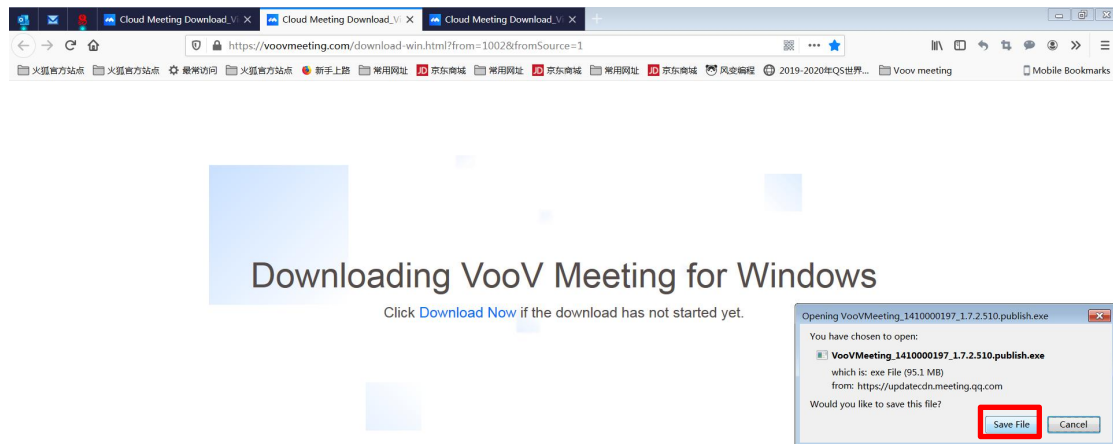 Cloud Meeting Download_Vi
Cloud Meeting Download_Vi
Cloud Meeting Download_Vi
https://voovmeeting.com/download-win.html?from=1002&fromSource=1
火狐官方站点 火狐官方站点 最常访问 火狐官方站点 新手上路 常用网址 JD 京东商城 常用网址 JD 京东商城 常用网址 JD 京东商城 风变编程 2019-2020年QS世界... Voov meeting Mobile Bookmarks
Downloading VooV Meeting for Windows
Click Download Now if the download has not started yet.
Opening VooVMeeting_1410000197_1.7.2.510.publish.exe
You have chosen to open:
VooVMeeting_1410000197_1.7.2.510.publish.exe
which is: exe File (95.1 MB)
from: https://updatecdn.meeting.qq.com
Would you like to save this file?
Save File Cancel